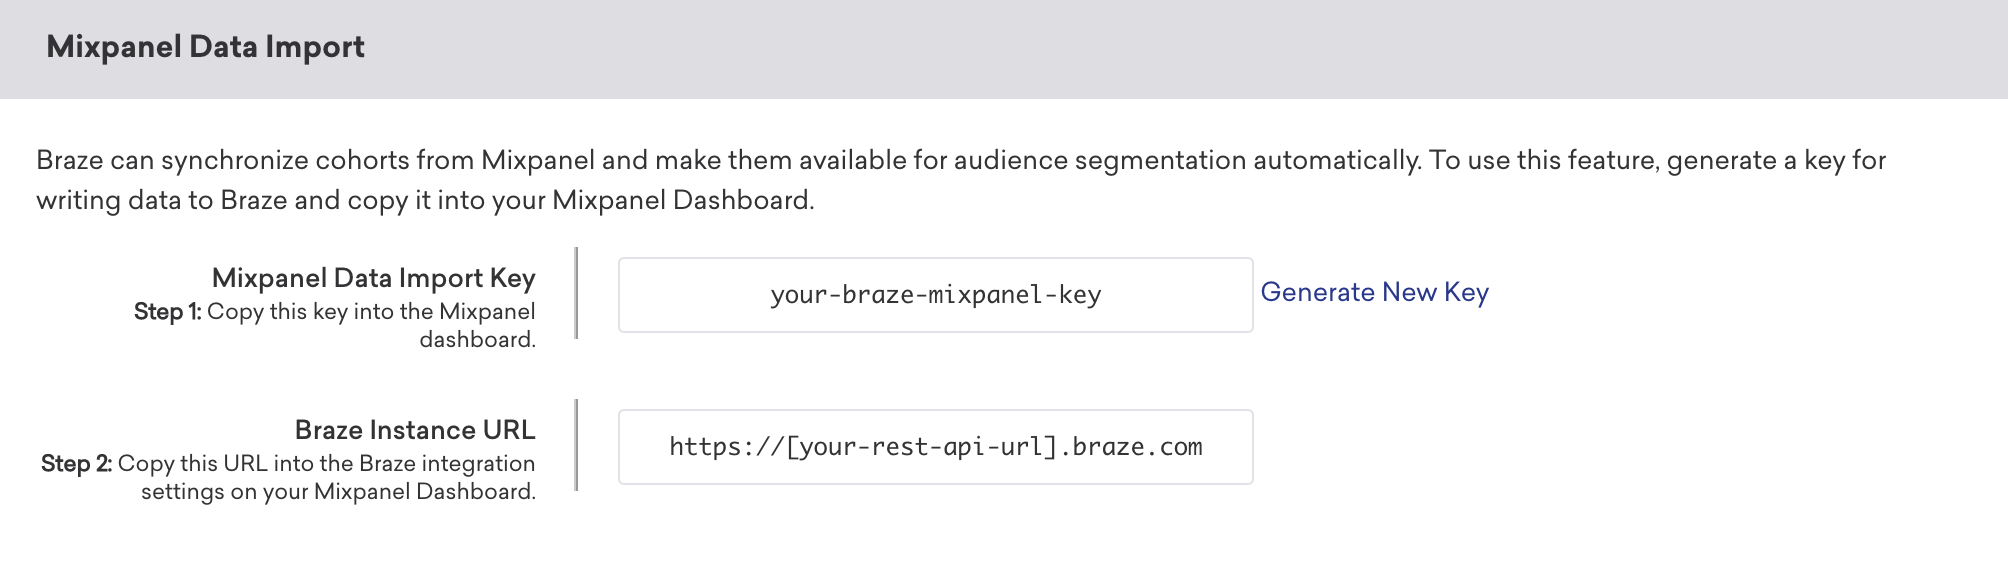 Mixpanel Data Import
Braze can synchronize cohorts from Mixpanel and make them available for audience segmentation automatically. To use this feature, generate a key for
writing data to Braze and copy it into your Mixpanel Dashboard.
Mixpanel Data Import Key
Step 1: Copy this key into the Mixpanel
dashboard.
your-braze-mixpanel-key
Generate New Key
Braze Instance URL
Step 2: Copy this URL into the Braze integration
settings on your Mixpanel Dashboard.
https://[your-rest-api-url].braze.com